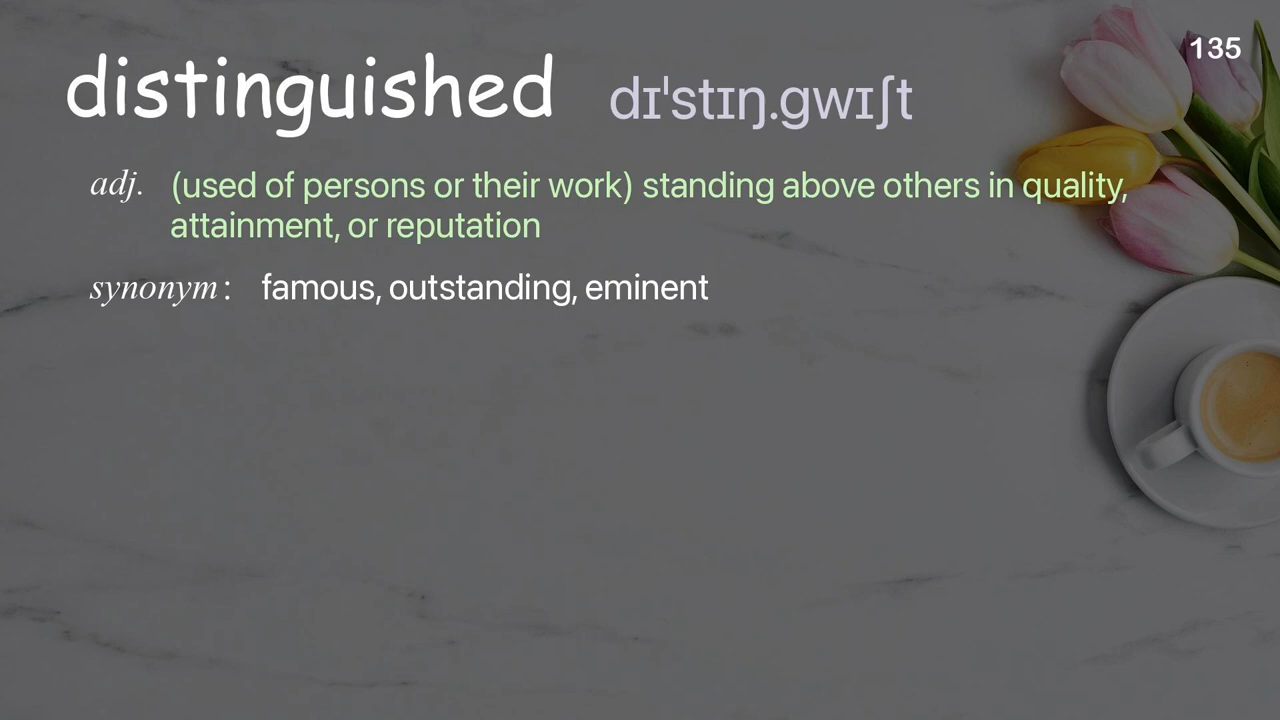 135
distinguished dɪˈstɪŋ.gwɪʃt
adj. (used of persons or their work) standing above others in quality,
attainment, or reputation
synonym: famous, outstanding, eminent